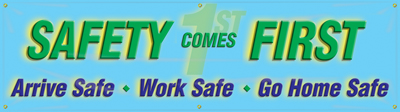 1ST
SAFETY COMES FIRST
Arrive Safe • Work Safe • Go Home Safe